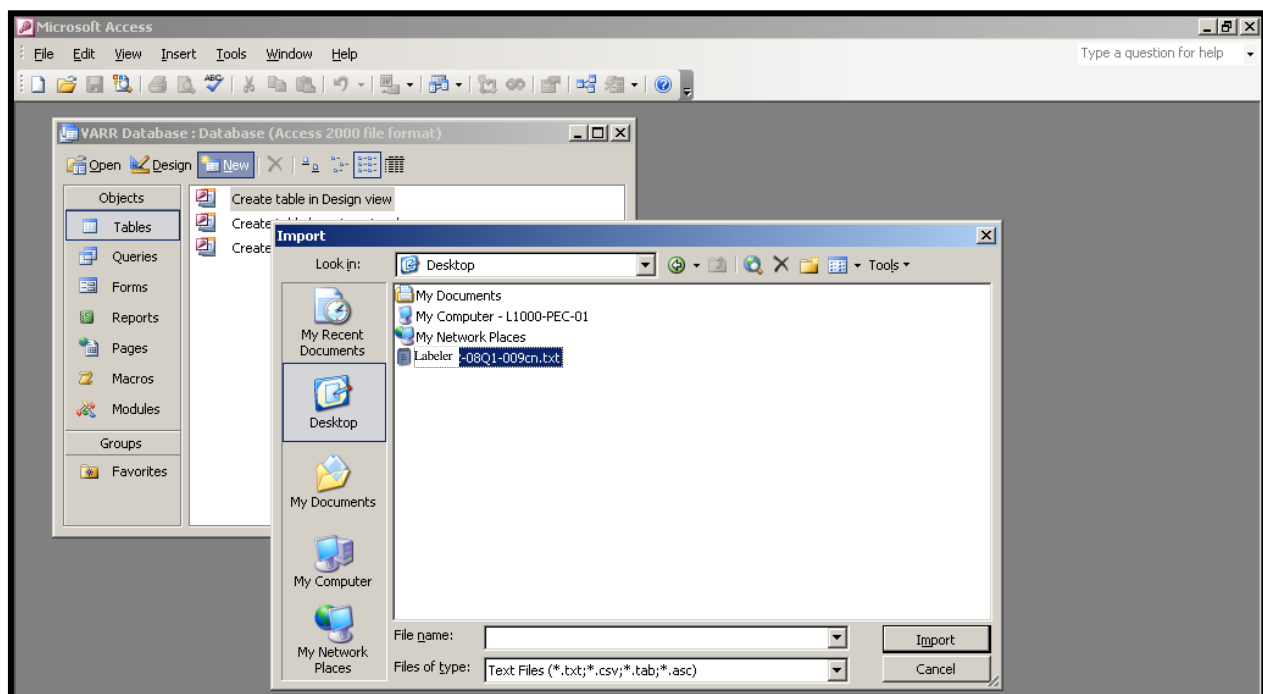 Microsoft Access
File Edit View Insert Tools Window Help
Type a question for help
VARR Database : Database (Access 2000 file format)
Open Design New
Objects
Tables
Queries
Forms
Reports
Pages
Macros
Modules
Groups
Favorites
Create table in Design view
Create
Create
Import
Look in:
Desktop
Tools
My Recent
Documents
Desktop
My Documents
My Computer
My Network
Places
My Documents
My Computer - L1000-PEC-01
My Network Places
Labeler -08Q1-009cn.txt
File name:
Import
Files of type:
Text Files (*.txt;*.csv;*.tab;*.asc)
Cancel